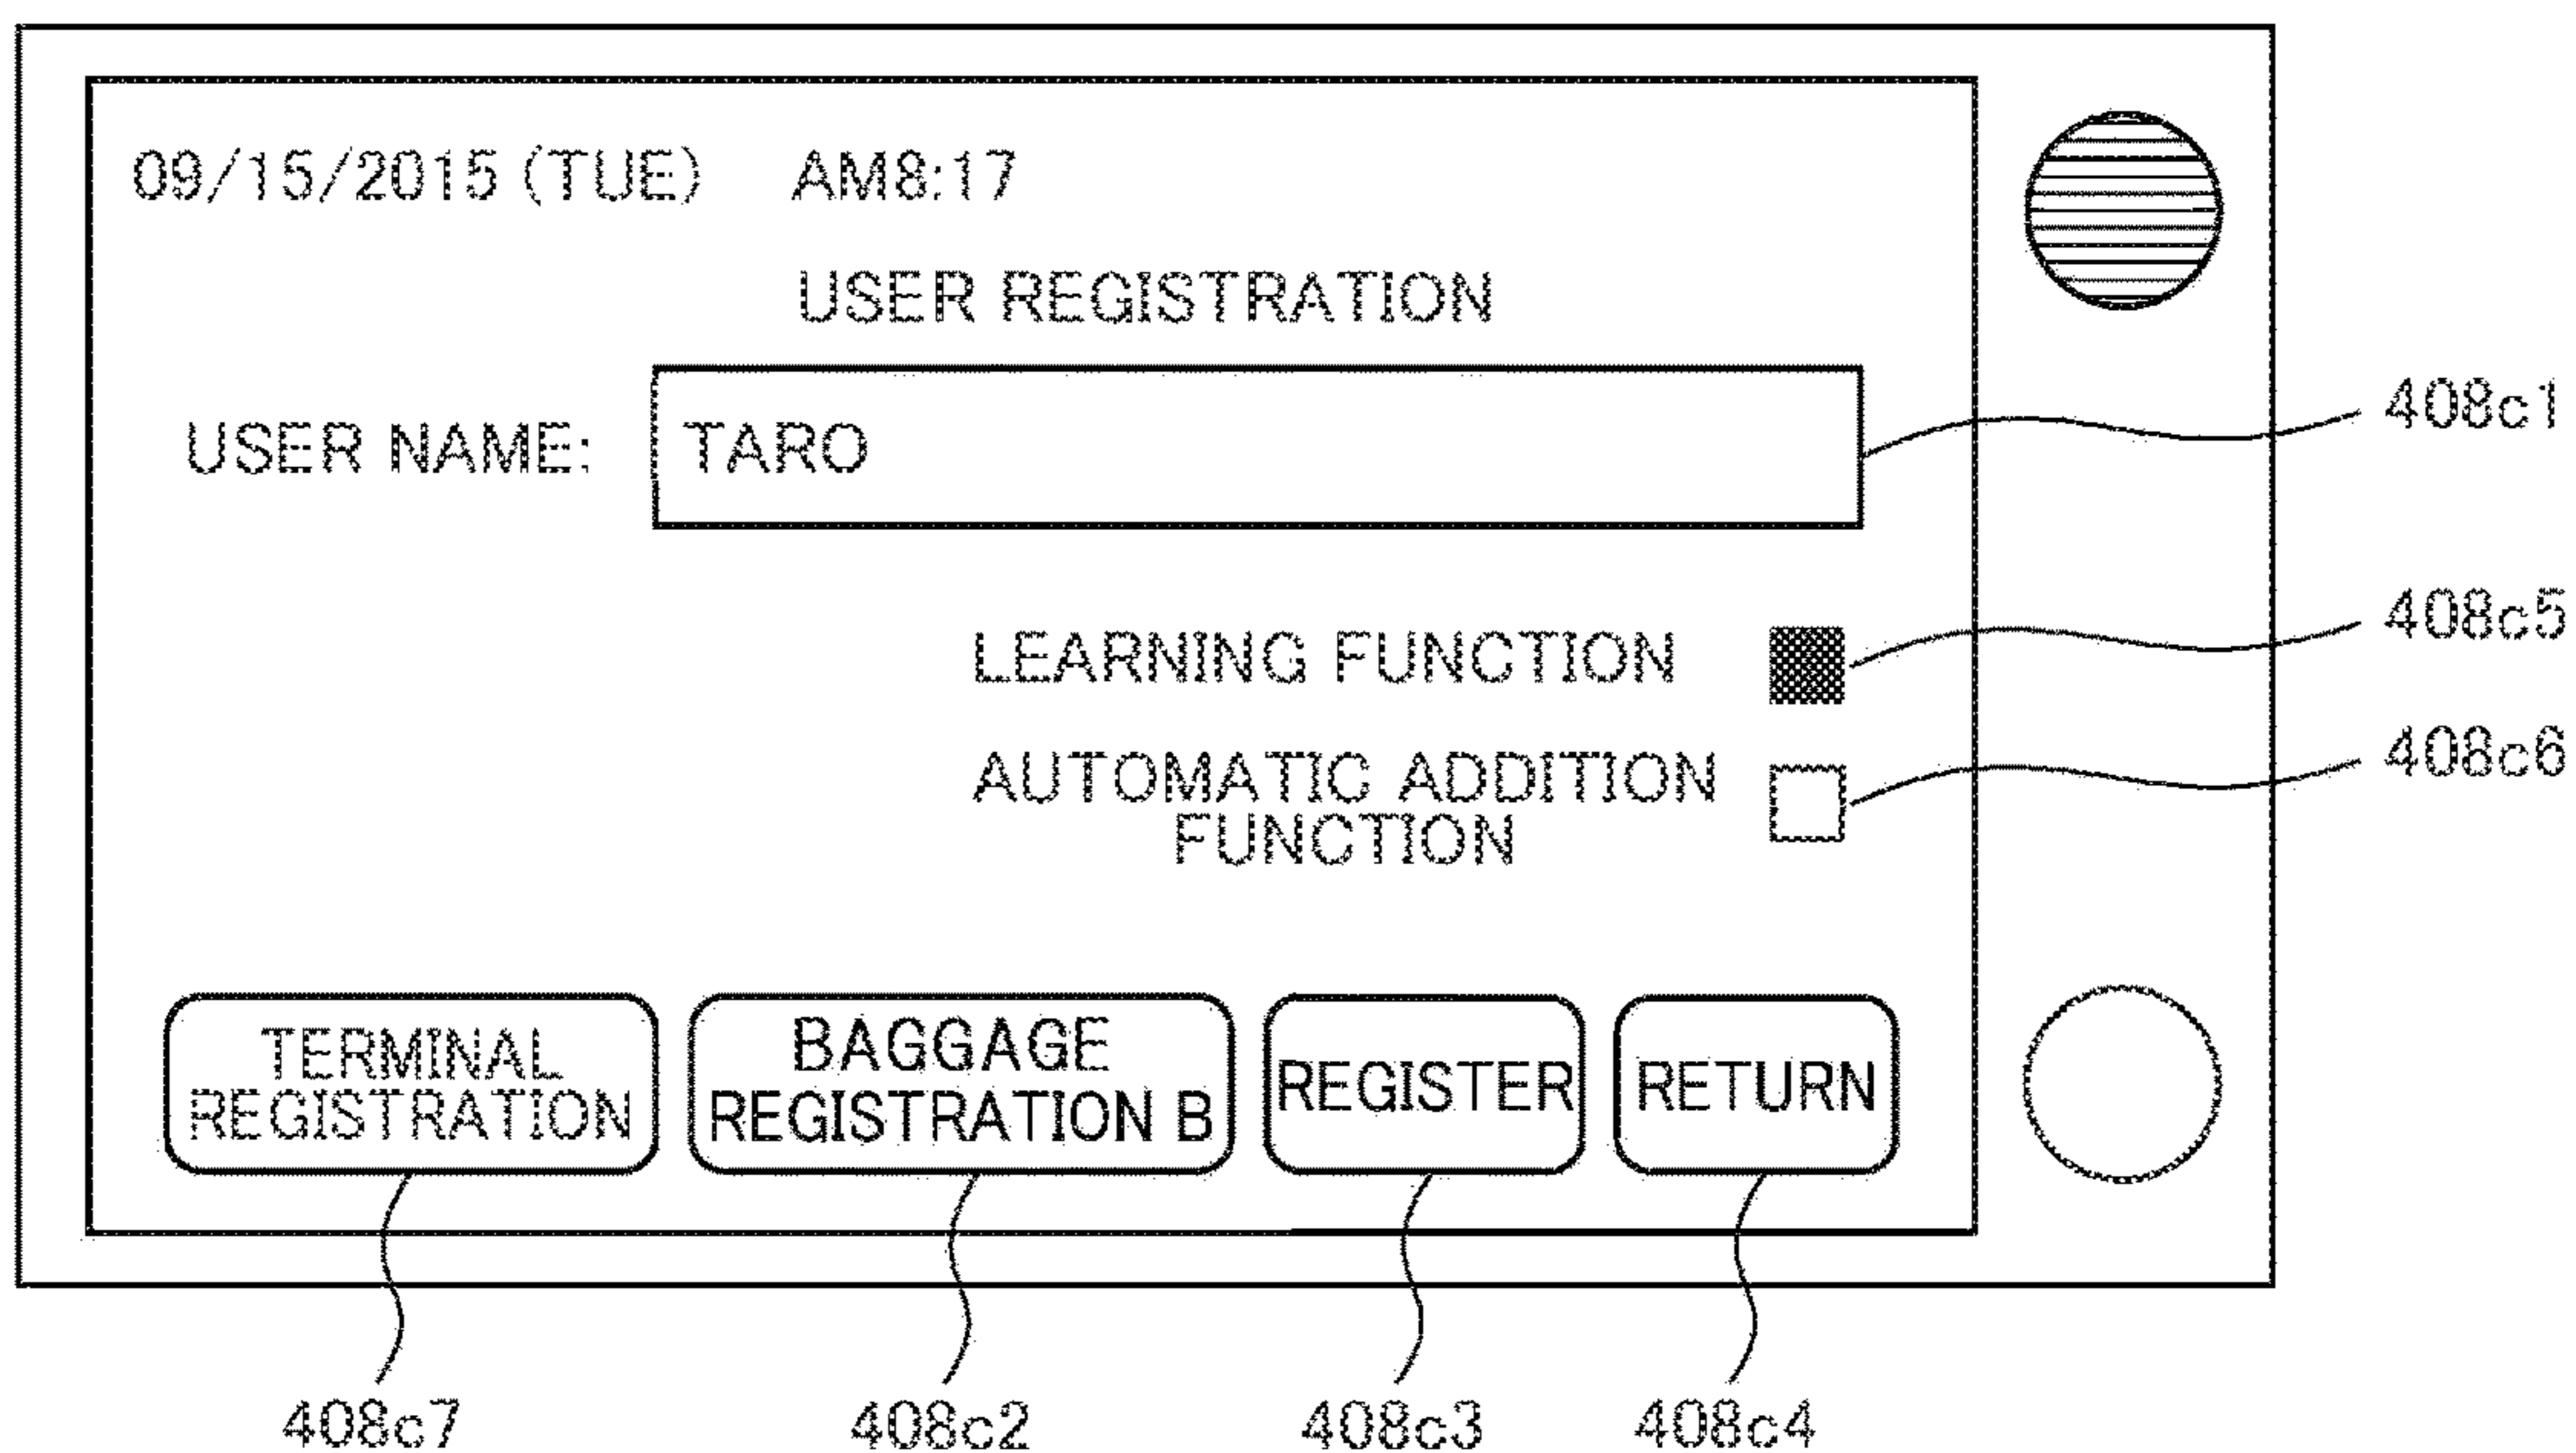 09/15/2015 (TUE) AM8:17
USER REGISTRATION
USER NAME: TARO
408c1
LEARNING FUNCTION
408c5
AUTOMATIC ADDITION
FUNCTION
408c6
TERMINAL
REGISTRATION
BAGGAGE
REGISTRATION B
REGISTER
RETURN
408c7
408c2
408c3
408c4